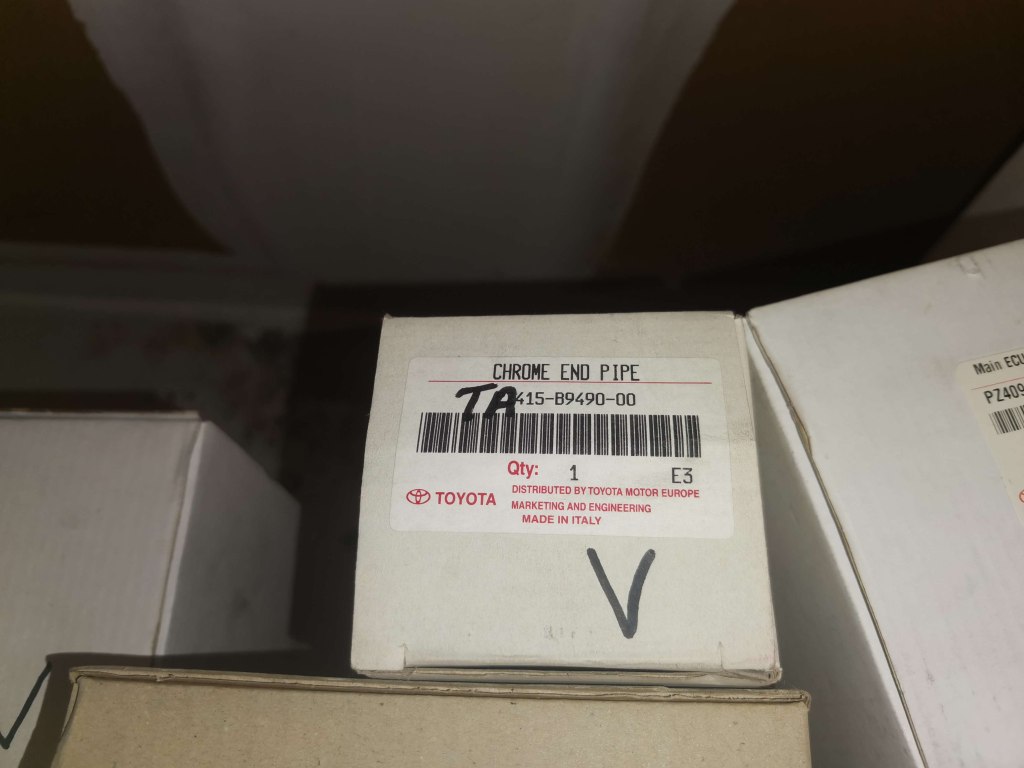 CHROME END PIPE
TA
415-B9490-00
Qty: 1 E3
TOYOTA
DISTRIBUTED BY TOYOTA MOTOR EUROPE
MARKETING AND ENGINEERING
MADE IN ITALY
V
Main ECU
PZ409